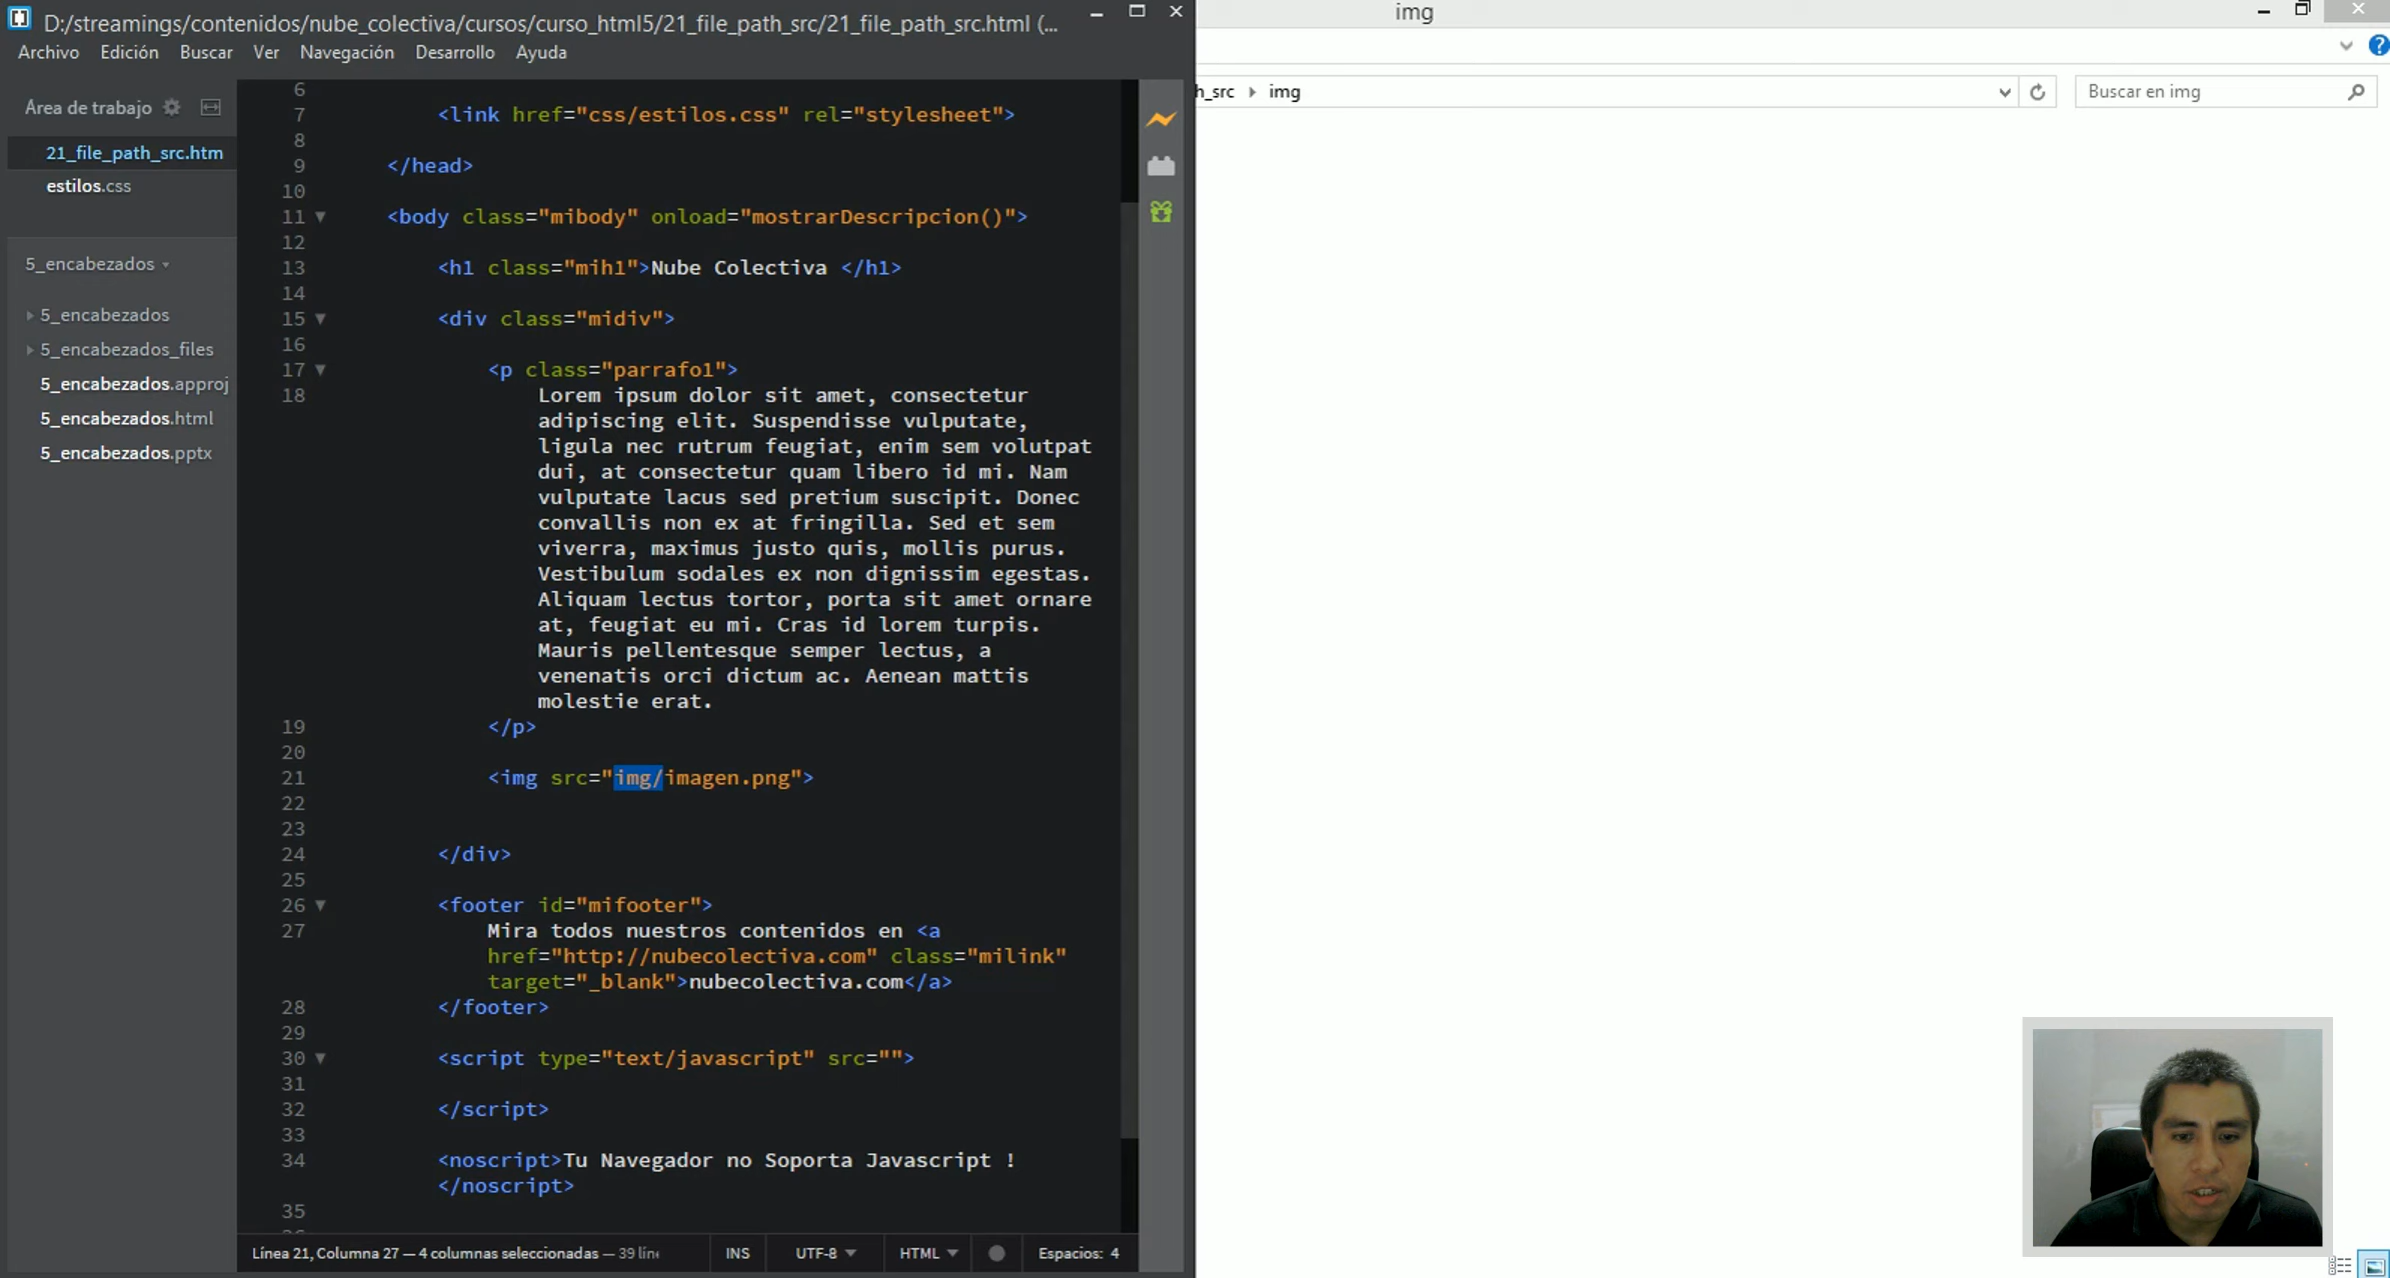 D:/streamings/contenidos/nube_colectiva/cursos/curso_html5/21_file_path_src/21_file_path_src.html (...
Archivo Edición Buscar Ver Navegación Desarrollo Ayuda
Área de trabajo
21_file_path_src.htm
estilos.css
5_encabezados
5_encabezados
5_encabezados_files
5_encabezados.approj
5_encabezados.html
5_encabezados.pptx
6
7 <link href="css/estilos.css" rel="stylesheet">
8
9 </head>
10
11 <body class="mibody" onload="mostrarDescripcion()">
12
13 <h1 class="mih1">Nube Colectiva </h1>
14
15 <div class="midiv">
16
17 <p class="parrafo1">
18 Lorem ipsum dolor sit amet, consectetur
adipiscing elit. Suspendisse vulputate,
ligula nec rutrum feugiat, enim sem volutpat
dui, at consectetur quam libero id mi. Nam
vulputate lacus sed pretium suscipit. Donec
convallis non ex at fringilla. Sed et sem
viverra, maximus justo quis, mollis purus.
Vestibulum sodales ex non dignissim egestas.
Aliquam lectus tortor, porta sit amet ornare
at, feugiat eu mi. Cras id lorem turpis.
Mauris pellentesque semper lectus, a
venenatis orci dictum ac. Aenean mattis
molestie erat.
19 </p>
20
21 <img src="img/imagen.png">
22
23
24 </div>
25
26 <footer id="mifooter">
27 Mira todos nuestros contenidos en <a
href="http://nubecolectiva.com" class="milink"
target="_blank">nubecolectiva.com</a>
28 </footer>
29
30 <script type="text/javascript" src="">
31
32 </script>
33
34 <noscript>Tu Navegador no Soporta Javascript !
</noscript>
35
Línea 21, Columna 27 — 4 columnas seleccionadas — 39 líne
INS UTF-8 HTML Espacios: 4
img
h_src img
Buscar en img